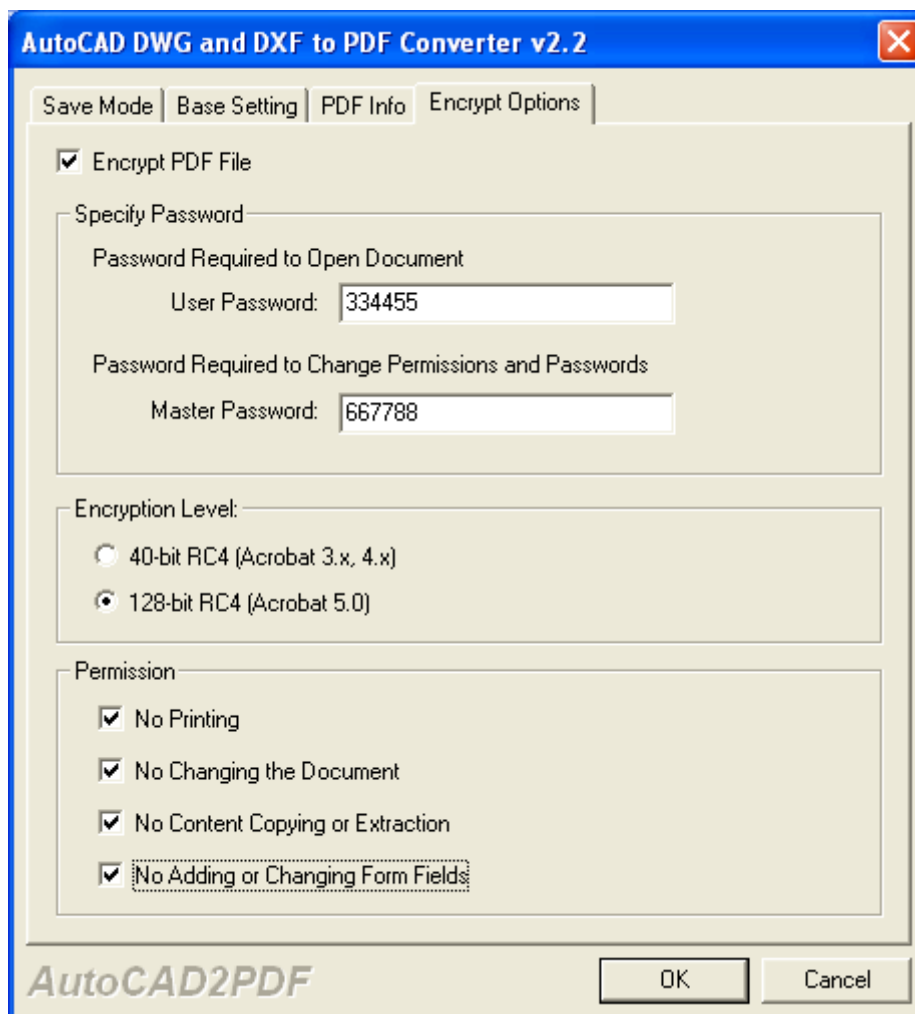 AutoCAD DWG and DXF to PDF Converter v2.2
Save Mode Base Setting PDF Info Encrypt Options
Encrypt PDF File
Specify Password
Password Required to Open Document
User Password: 334455
Password Required to Change Permissions and Passwords
Master Password: 667788
Encryption Level:
40-bit RC4 (Acrobat 3.x, 4.x)
128-bit RC4 (Acrobat 5.0)
Permission
No Printing
No Changing the Document
No Content Copying or Extraction
No Adding or Changing Form Fields
AutoCAD2PDF OK Cancel